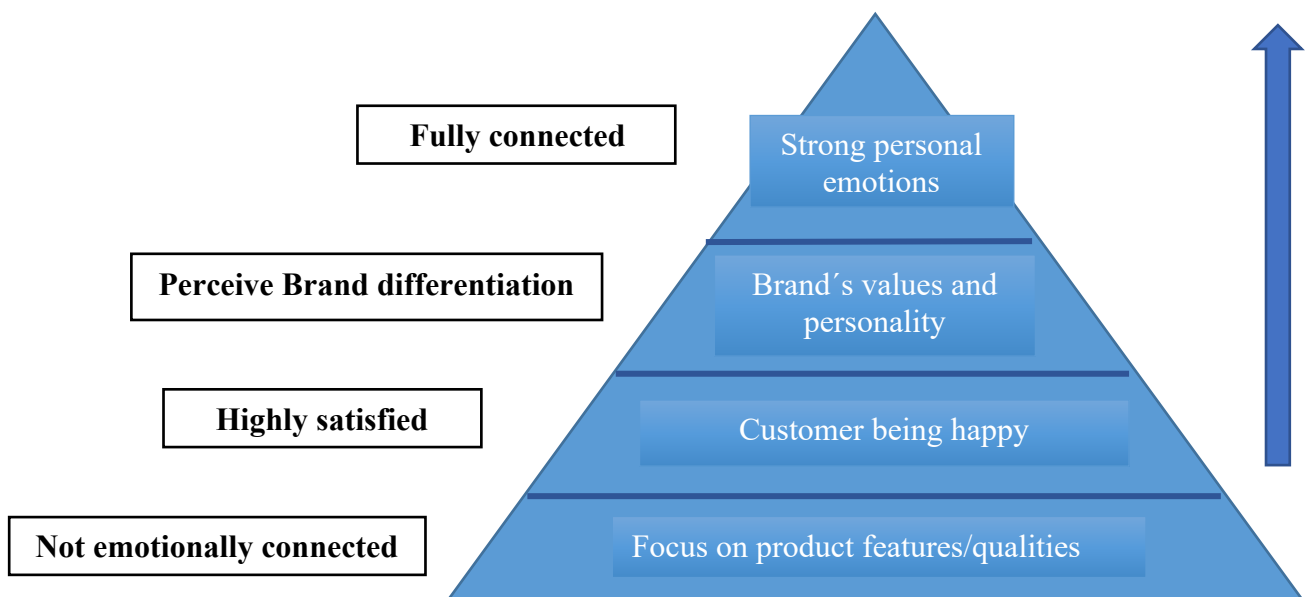 Fully connected
Strong personal
emotions
Perceive Brand differentiation
Brand´s values and
personality
Highly satisfied
Customer being happy
Not emotionally connected
Focus on product features/qualities